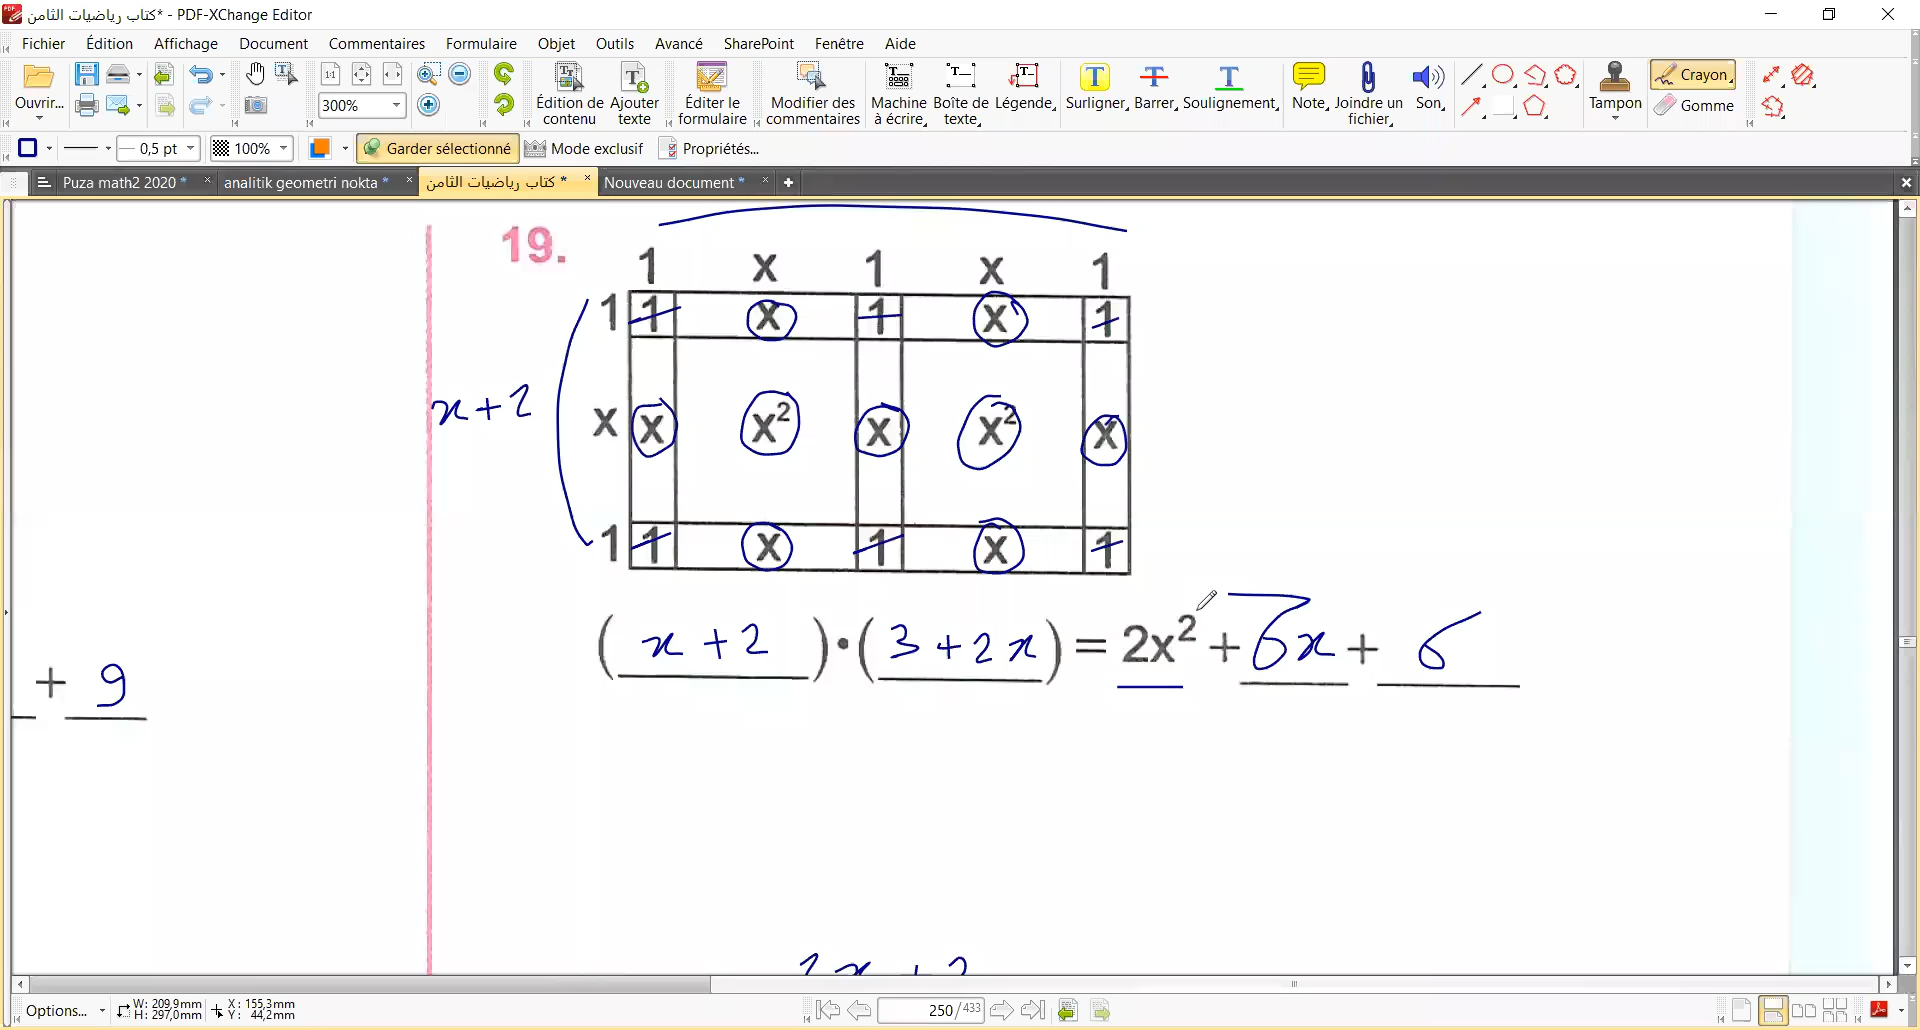 كتاب رياضيات الثامن* - PDF-XChange Editor
Fichier Édition Affichage Document Commentaires Formulaire Objet Outils Avancé SharePoint Fenêtre Aide
Ouvrir... 1:1 300% Édition de contenu Ajouter texte Éditer le formulaire Modifier des commentaires Machine à écrire Boîte de texte Légende Surligner Barrer Soulignement Note Joindre un fichier Son Tampon Crayon Gomme
0,5 pt 100% Garder sélectionné Mode exclusif Propriétés...
Puza math2 2020 * analitik geometri nokta * كتاب رياضيات الثامن * Nouveau document *
19.
1 x 1 x 1
1 1 x 1 x 1
x+2 x x x² x x² x
1 1 x 1 x 1
( x+2 )·( 3+2x ) = 2x² + 6x + 6
+ 9
2x+2
Options... W: 209,9mm H: 297,0mm X: 155,3mm Y: 44,2mm 250/433